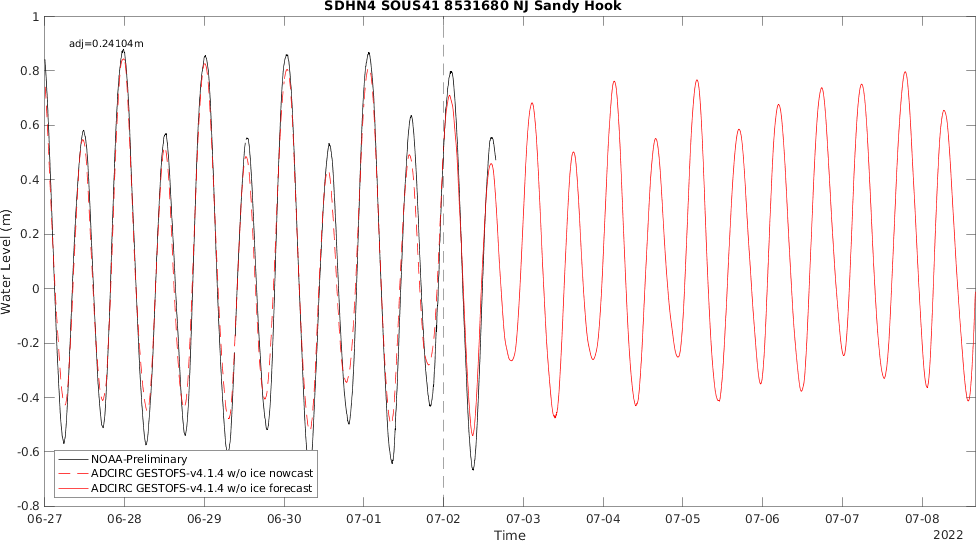 SDHN4 SOUS41 8531680 NJ Sandy Hook
adj=0.24104m
1
0.8
0.6
0.4
0.2
0
-0.2
-0.4
-0.6
-0.8
Water Level (m)
NOAA-Preliminary
ADCIRC GESTOFS-v4.1.4 w/o ice nowcast
ADCIRC GESTOFS-v4.1.4 w/o ice forecast
06-27 06-28 06-29 06-30 07-01 07-02 07-03 07-04 07-05 07-06 07-07 07-08
Time
2022